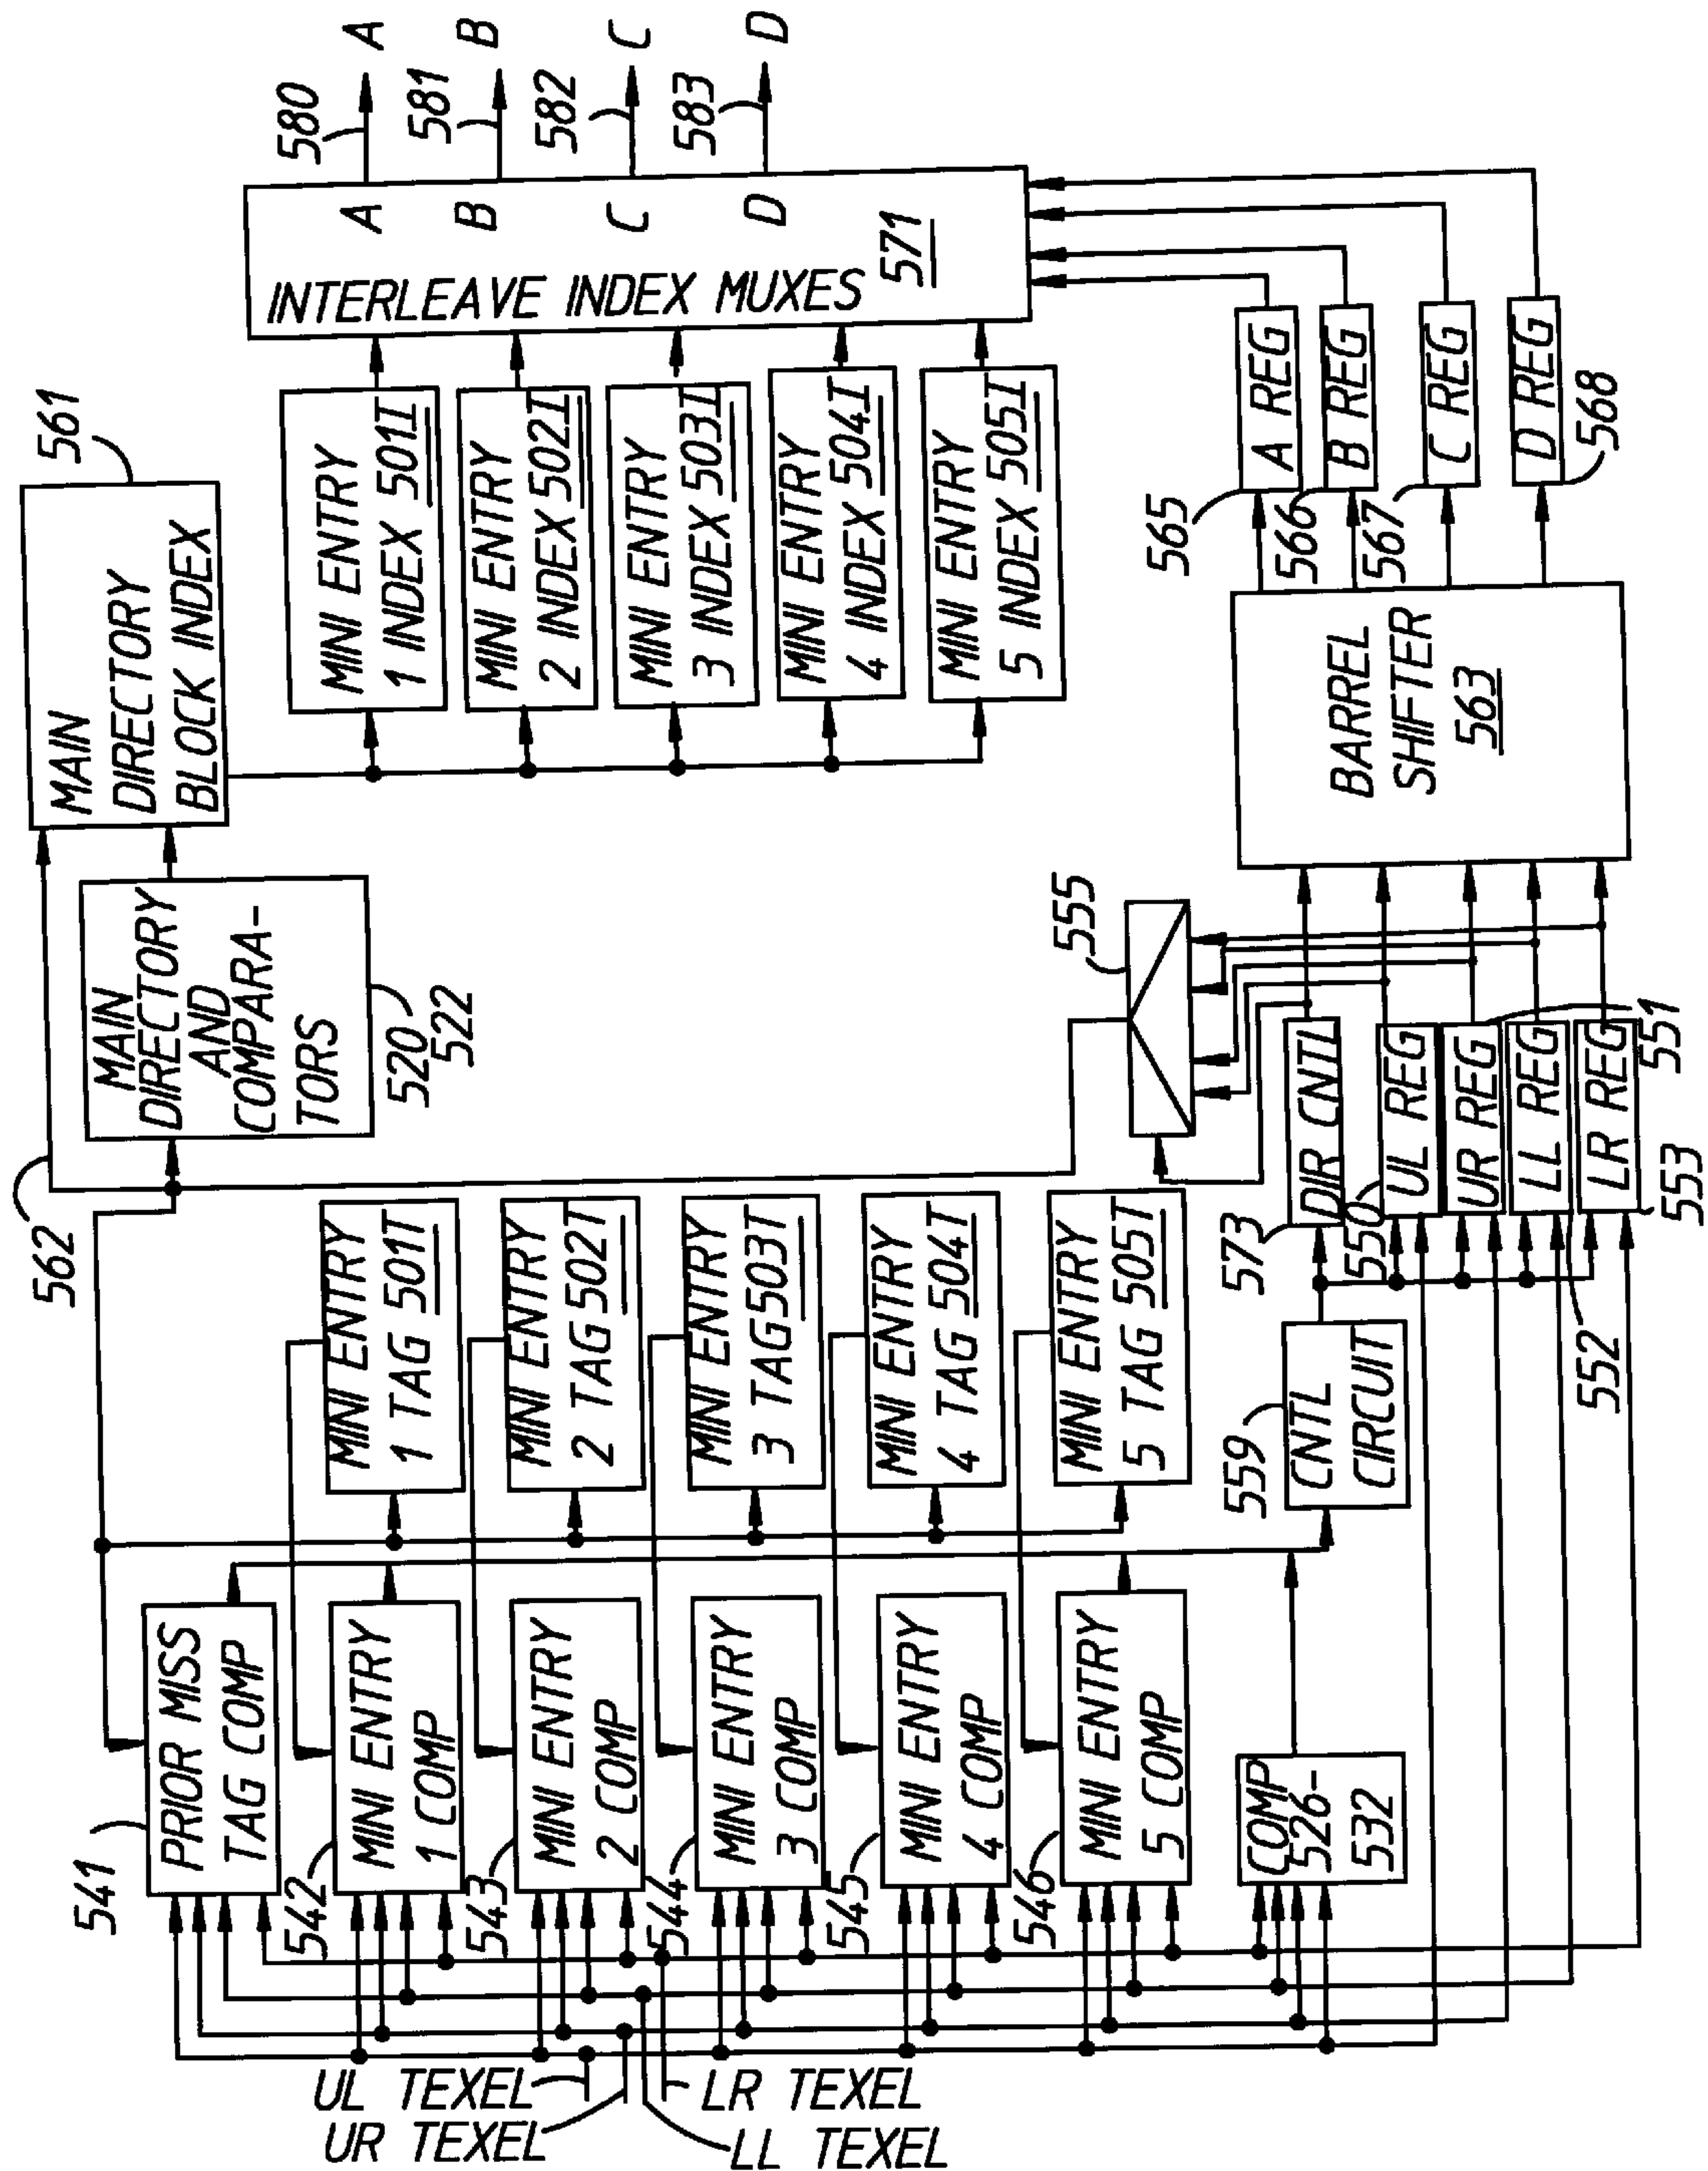 562
MAIN
DIRECTORY
AND
COMPARA-
TORS
520
522
MAIN
DIRECTORY
BLOCK INDEX
561
541
PRIOR MISS
TAG COMP
542
MINI ENTRY
1 COMP
543
MINI ENTRY
2 COMP
544
MINI ENTRY
3 COMP
545
MINI ENTRY
4 COMP
546
MINI ENTRY
5 COMP
COMP
526-
532
MINI ENTRY
1 TAG 501T
MINI ENTRY
2 TAG 502T
MINI ENTRY
3 TAG 503T
MINI ENTRY
4 TAG 504T
MINI ENTRY
5 TAG 505T
559
CNTL
CIRCUIT
573
DIR CNTL
550
UL REG
UR REG
551
LL REG
552
LR REG
553
555
BARREL
SHIFTER
563
MINI ENTRY
1 INDEX 501I
MINI ENTRY
2 INDEX 502I
MINI ENTRY
3 INDEX 503I
MINI ENTRY
4 INDEX 504I
MINI ENTRY
5 INDEX 505I
565
A REG
566
B REG
567
C REG
568
D REG
INTERLEAVE INDEX MUXES
571
A
B
C
D
580
A
581
B
582
C
583
D
UL TEXEL
UR TEXEL
LR TEXEL
LL TEXEL